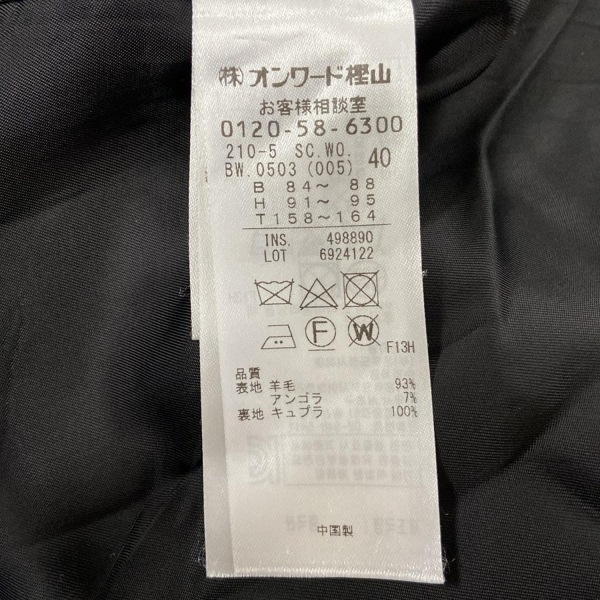 ㈱オンワード樫山
お客様相談室
0120-58-6300
210-5 SC.WO. 40
BW.0503 (005)
B 84～ 88
H 91～ 95
T 158～164
INS. 498890
LOT 6924122
F W F13H
品質
表地 羊毛 93%
アンゴラ 7%
裏地 キュプラ 100%
中国製